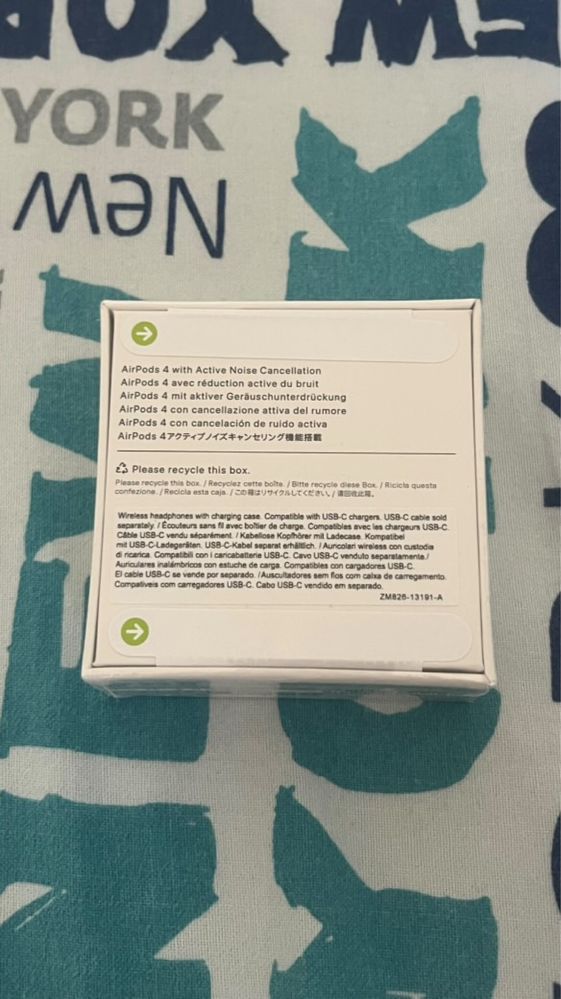 EW YOR
YORK
New
AirPods 4 with Active Noise Cancellation
AirPods 4 avec réduction active du bruit
AirPods 4 mit aktiver Geräuschunterdrückung
AirPods 4 con cancellazione attiva del rumore
AirPods 4 con cancelación de ruido activa
AirPods 4アクティブノイズキャンセリング機能搭載
Please recycle this box.
Please recycle this box. / Recyclez cette boîte. / Bitte recycle diese Box. / Ricicla questa
confezione. / Recicla esta caja. / この箱はリサイクルしてください。/ 请回收此箱。
Wireless headphones with charging case. Compatible with USB-C chargers. USB-C cable sold
separately. / Écouteurs sans fil avec boîtier de charge. Compatibles avec les chargeurs USB-C.
Câble USB-C vendu séparément. / Kabellose Kopfhörer mit Ladecase. Kompatibel
mit USB-C-Ladegeräten. USB-C-Kabel separat erhältlich. / Auricolari wireless con custodia
di ricarica. Compatibili con i caricabatterie USB-C. Cavo USB-C venduto separatamente./
Auriculares inalámbricos con estuche de carga. Compatibles con cargadores USB-C.
El cable USB-C se vende por separado. /Auscultadores sem fios com caixa de carregamento.
Compatíveis com carregadores USB-C. Cabo USB-C vendido em separado.
ZM826-13191-A